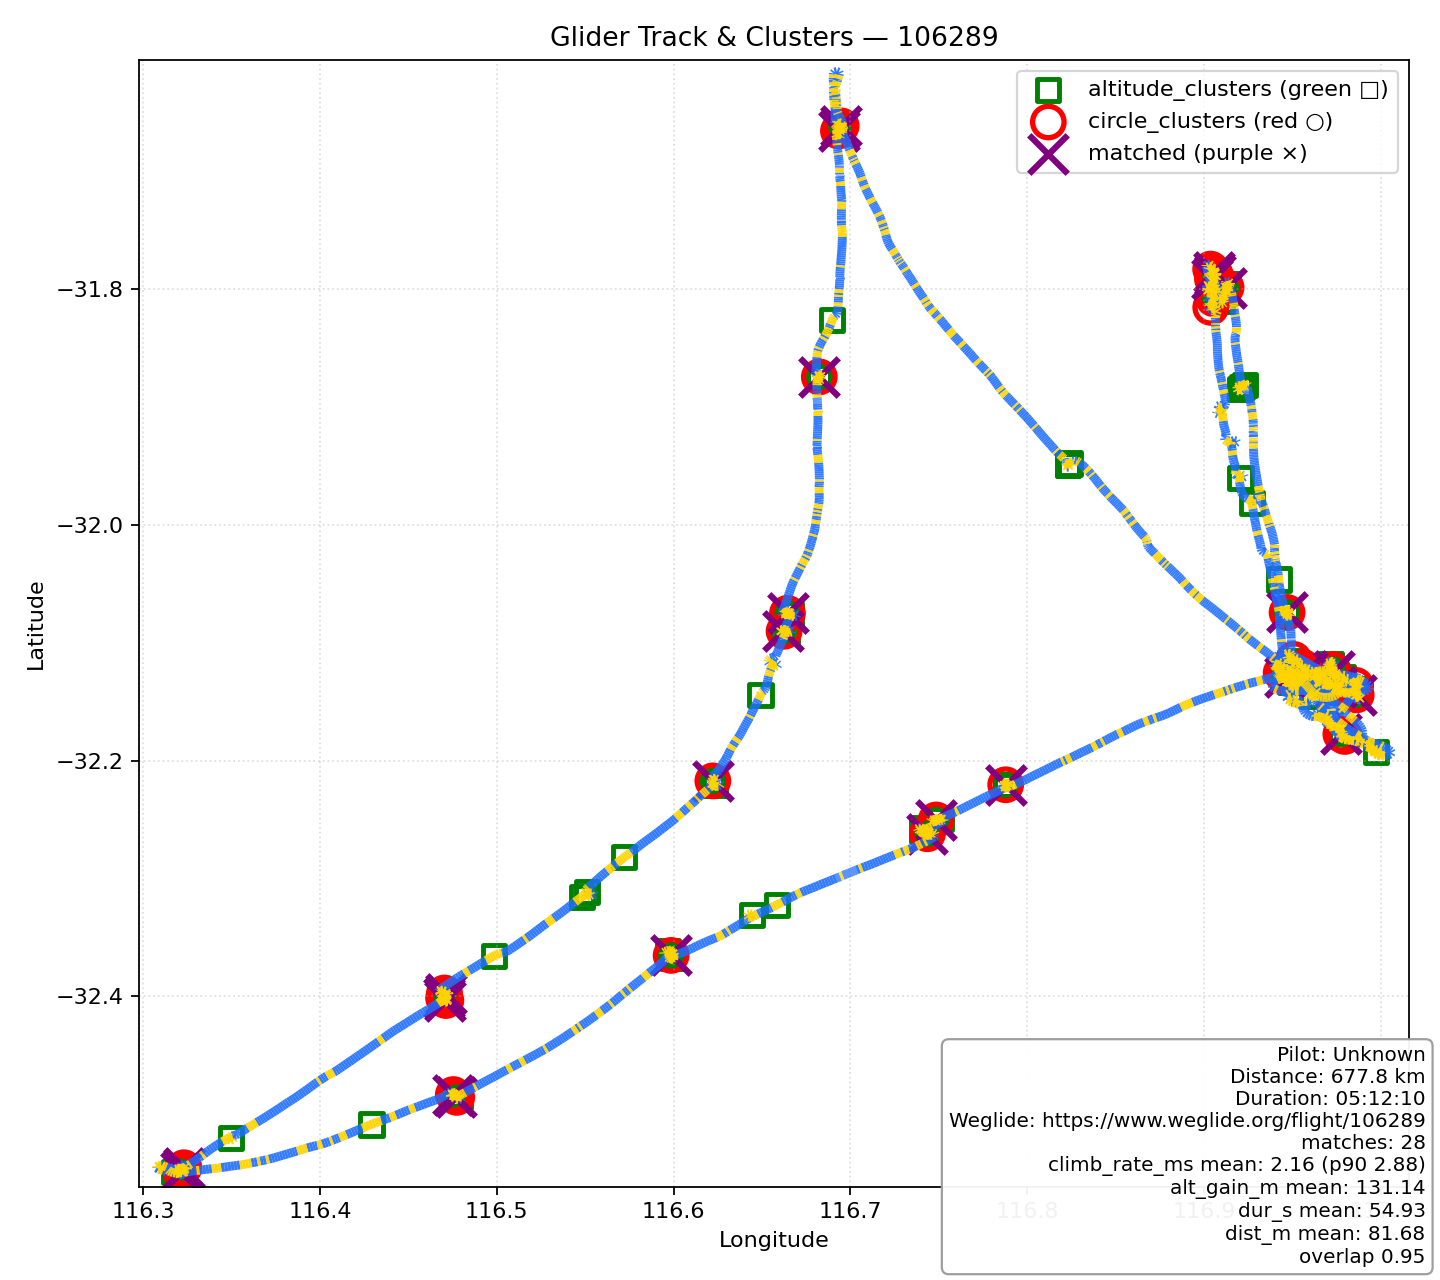 Glider Track & Clusters — 106289
altitude_clusters (green □)
circle_clusters (red ○)
matched (purple ×)
Latitude
−31.8
−32.0
−32.2
−32.4
116.3
116.4
116.5
116.6
116.7
116.8
116.9
Longitude
Pilot: Unknown
Distance: 677.8 km
Duration: 05:12:10
Weglide: https://www.weglide.org/flight/106289
matches: 28
climb_rate_ms mean: 2.16 (p90 2.88)
alt_gain_m mean: 131.14
dur_s mean: 54.93
dist_m mean: 81.68
overlap 0.95